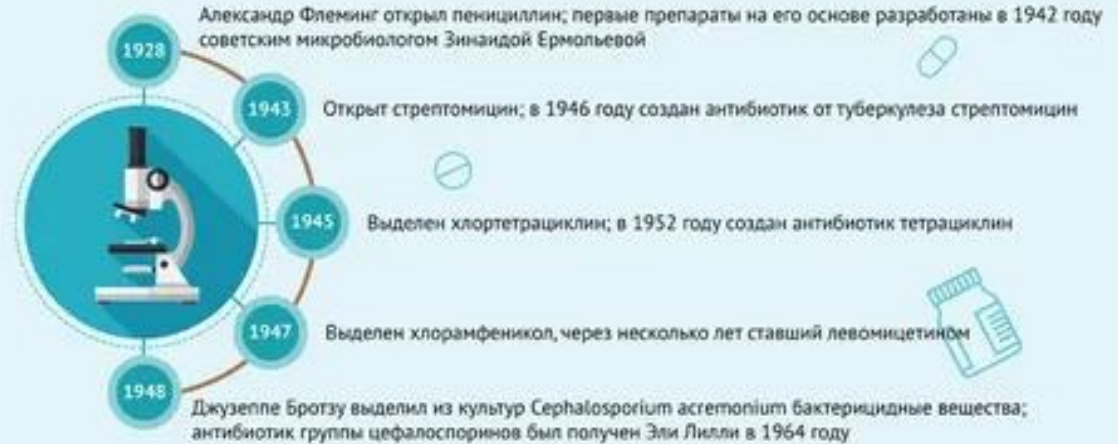 1928
Александр Флеминг открыл пенициллин; первые препараты на его основе разработаны в 1942 году
советским микробиологом Зинаидой Ермольевой
1943
Открыт стрептомицин; в 1946 году создан антибиотик от туберкулеза стрептомицин
1945
Выделен хлортетрациклин; в 1952 году создан антибиотик тетрациклин
1947
Выделен хлорамфеникол, через несколько лет ставший левомицетином
1948
Джузеппе Бротзу выделил из культур Cephalosporium acremonium бактерицидные вещества;
антибиотик группы цефалоспоринов был получен Эли Лилли в 1964 году